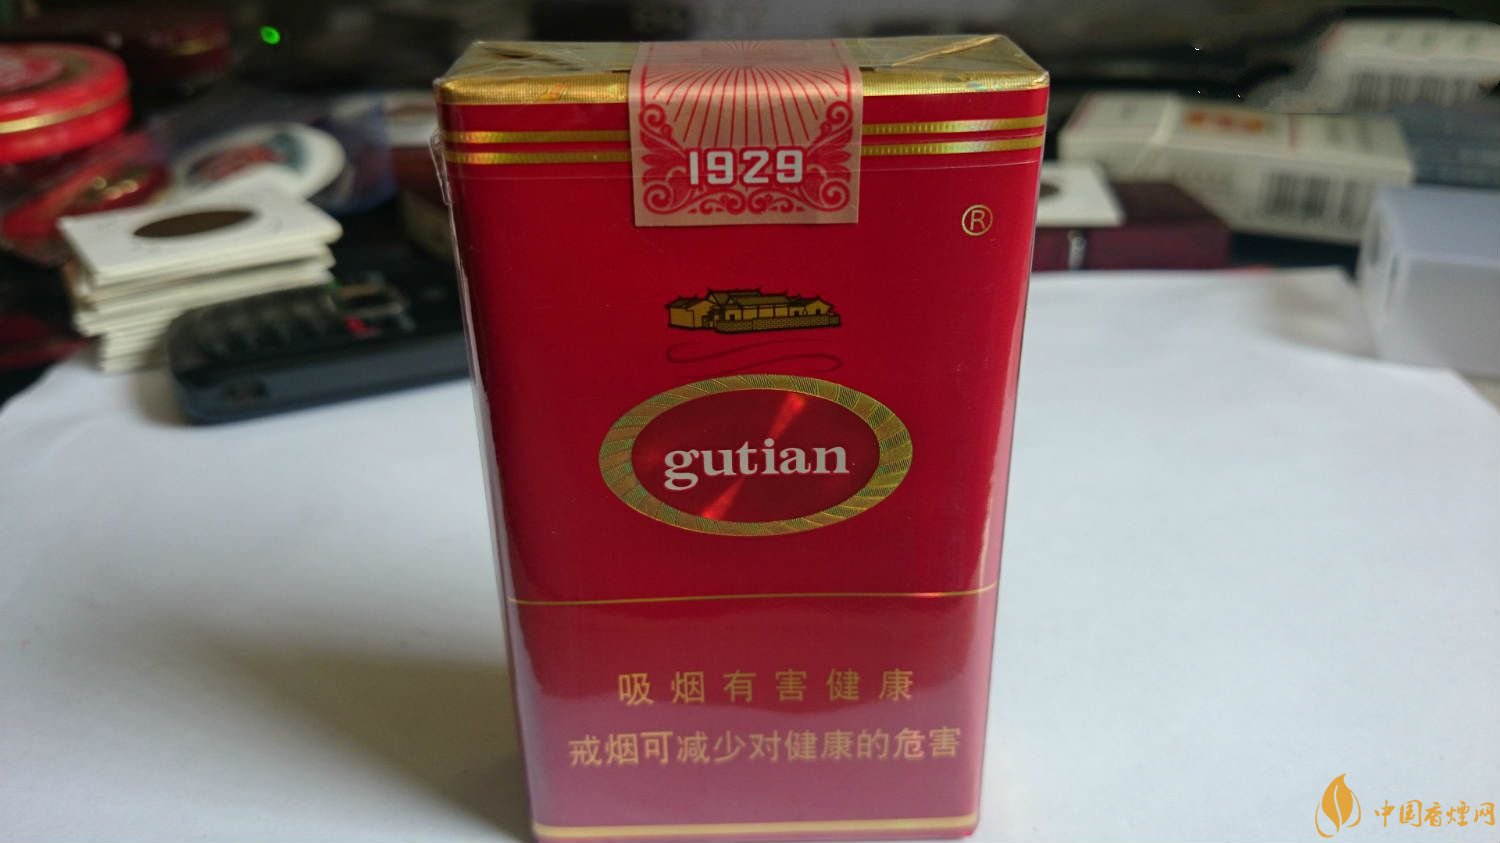 1929
®
gutian
吸烟有害健康
戒烟可减少对健康的危害
中国香烟网